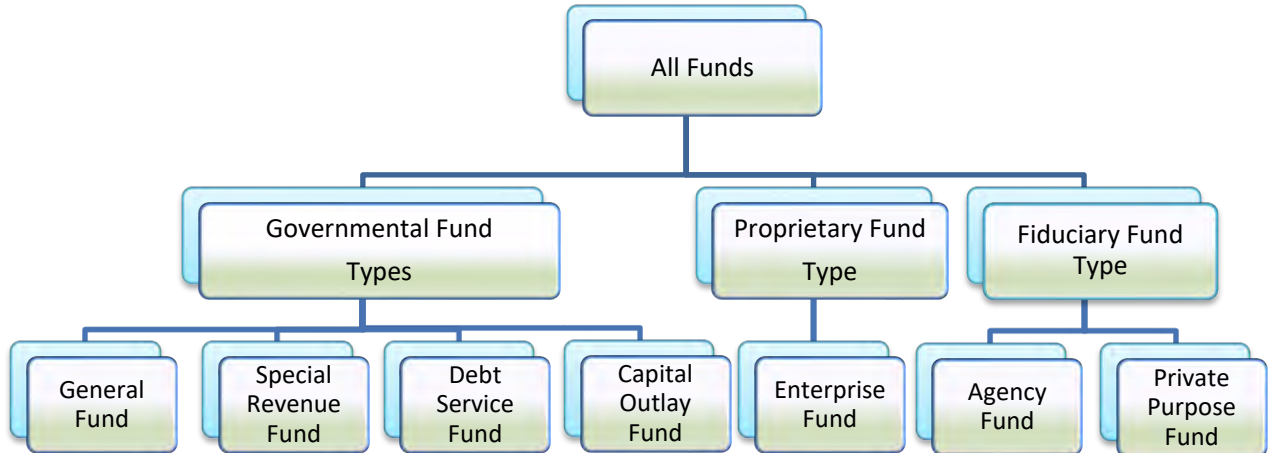 All Funds
Governmental Fund
Types
Proprietary Fund
Type
Fiduciary Fund
Type
General
Fund
Special
Revenue
Fund
Debt
Service
Fund
Capital
Outlay
Fund
Enterprise
Fund
Agency
Fund
Private
Purpose
Fund